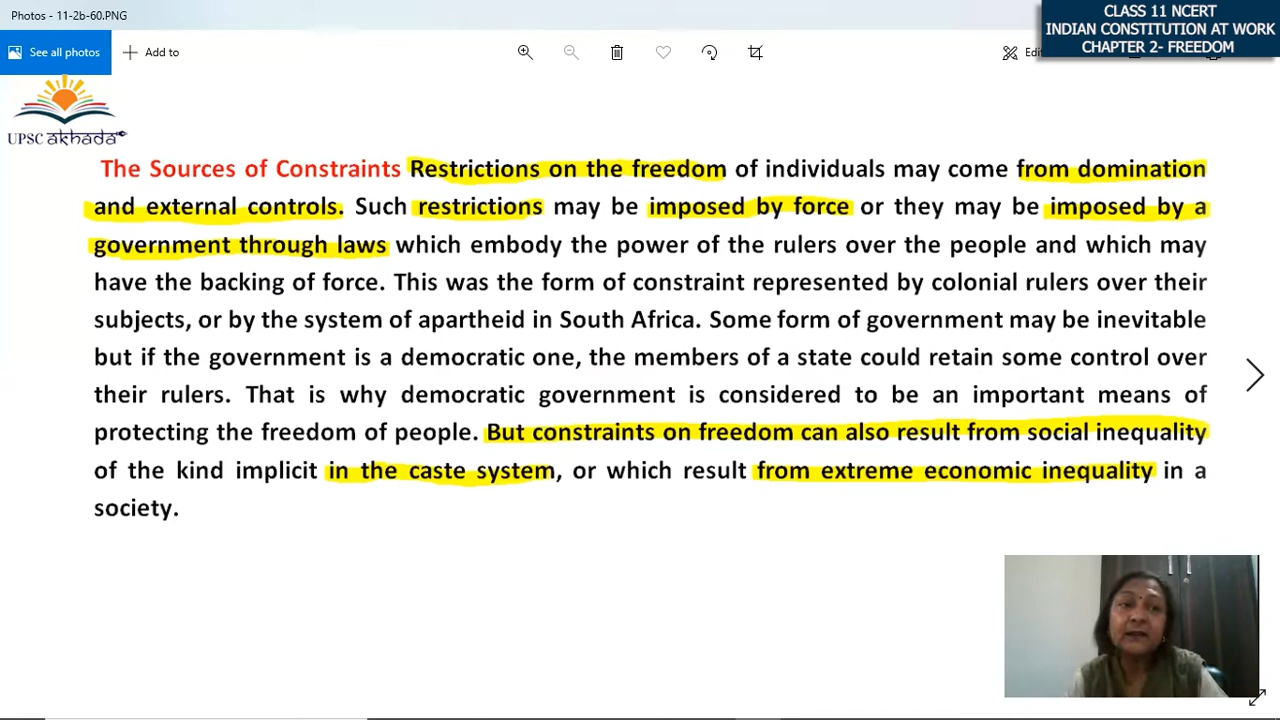 Photos - 11-2b-60.PNG
CLASS 11 NCERT
INDIAN CONSTITUTION AT WORK
CHAPTER 2- FREEDOM
See all photos
Add to
UPSC akhada
The Sources of Constraints Restrictions on the freedom of individuals may come from domination
and external controls. Such restrictions may be imposed by force or they may be imposed by a
government through laws which embody the power of the rulers over the people and which may
have the backing of force. This was the form of constraint represented by colonial rulers over their
subjects, or by the system of apartheid in South Africa. Some form of government may be inevitable
but if the government is a democratic one, the members of a state could retain some control over
their rulers. That is why democratic government is considered to be an important means of
protecting the freedom of people. But constraints on freedom can also result from social inequality
of the kind implicit in the caste system, or which result from extreme economic inequality in a
society.